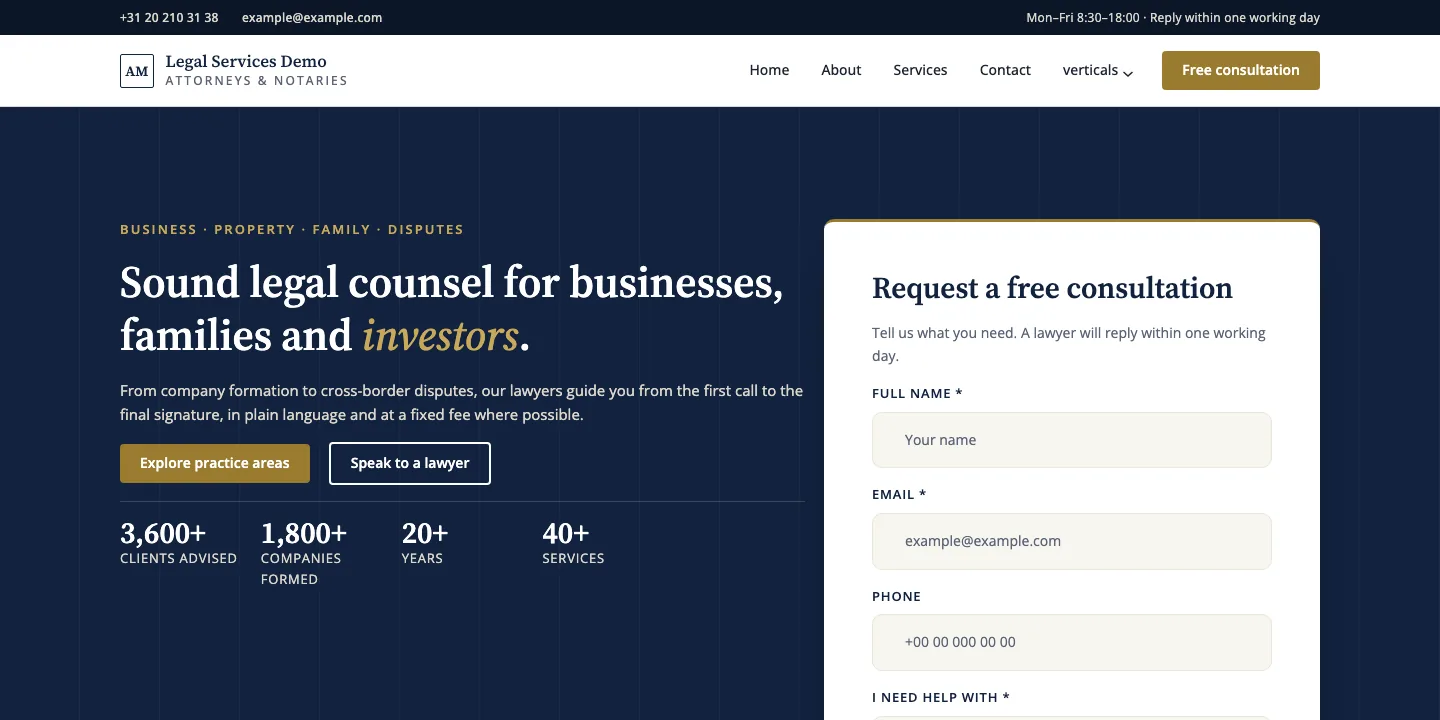 +31 20 210 31 38 example@example.com Mon–Fri 8:30–18:00 · Reply within one working day
AM
Legal Services Demo
ATTORNEYS & NOTARIES
Home About Services Contact verticals Free consultation
BUSINESS · PROPERTY · FAMILY · DISPUTES
Sound legal counsel for businesses,
families and investors.
From company formation to cross-border disputes, our lawyers guide you from the first call to the
final signature, in plain language and at a fixed fee where possible.
Explore practice areas Speak to a lawyer
3,600+ 1,800+ 20+ 40+
CLIENTS ADVISED COMPANIES YEARS SERVICES
FORMED
Request a free consultation
Tell us what you need. A lawyer will reply within one working
day.
FULL NAME *
Your name
EMAIL *
example@example.com
PHONE
+00 00 000 00 00
I NEED HELP WITH *